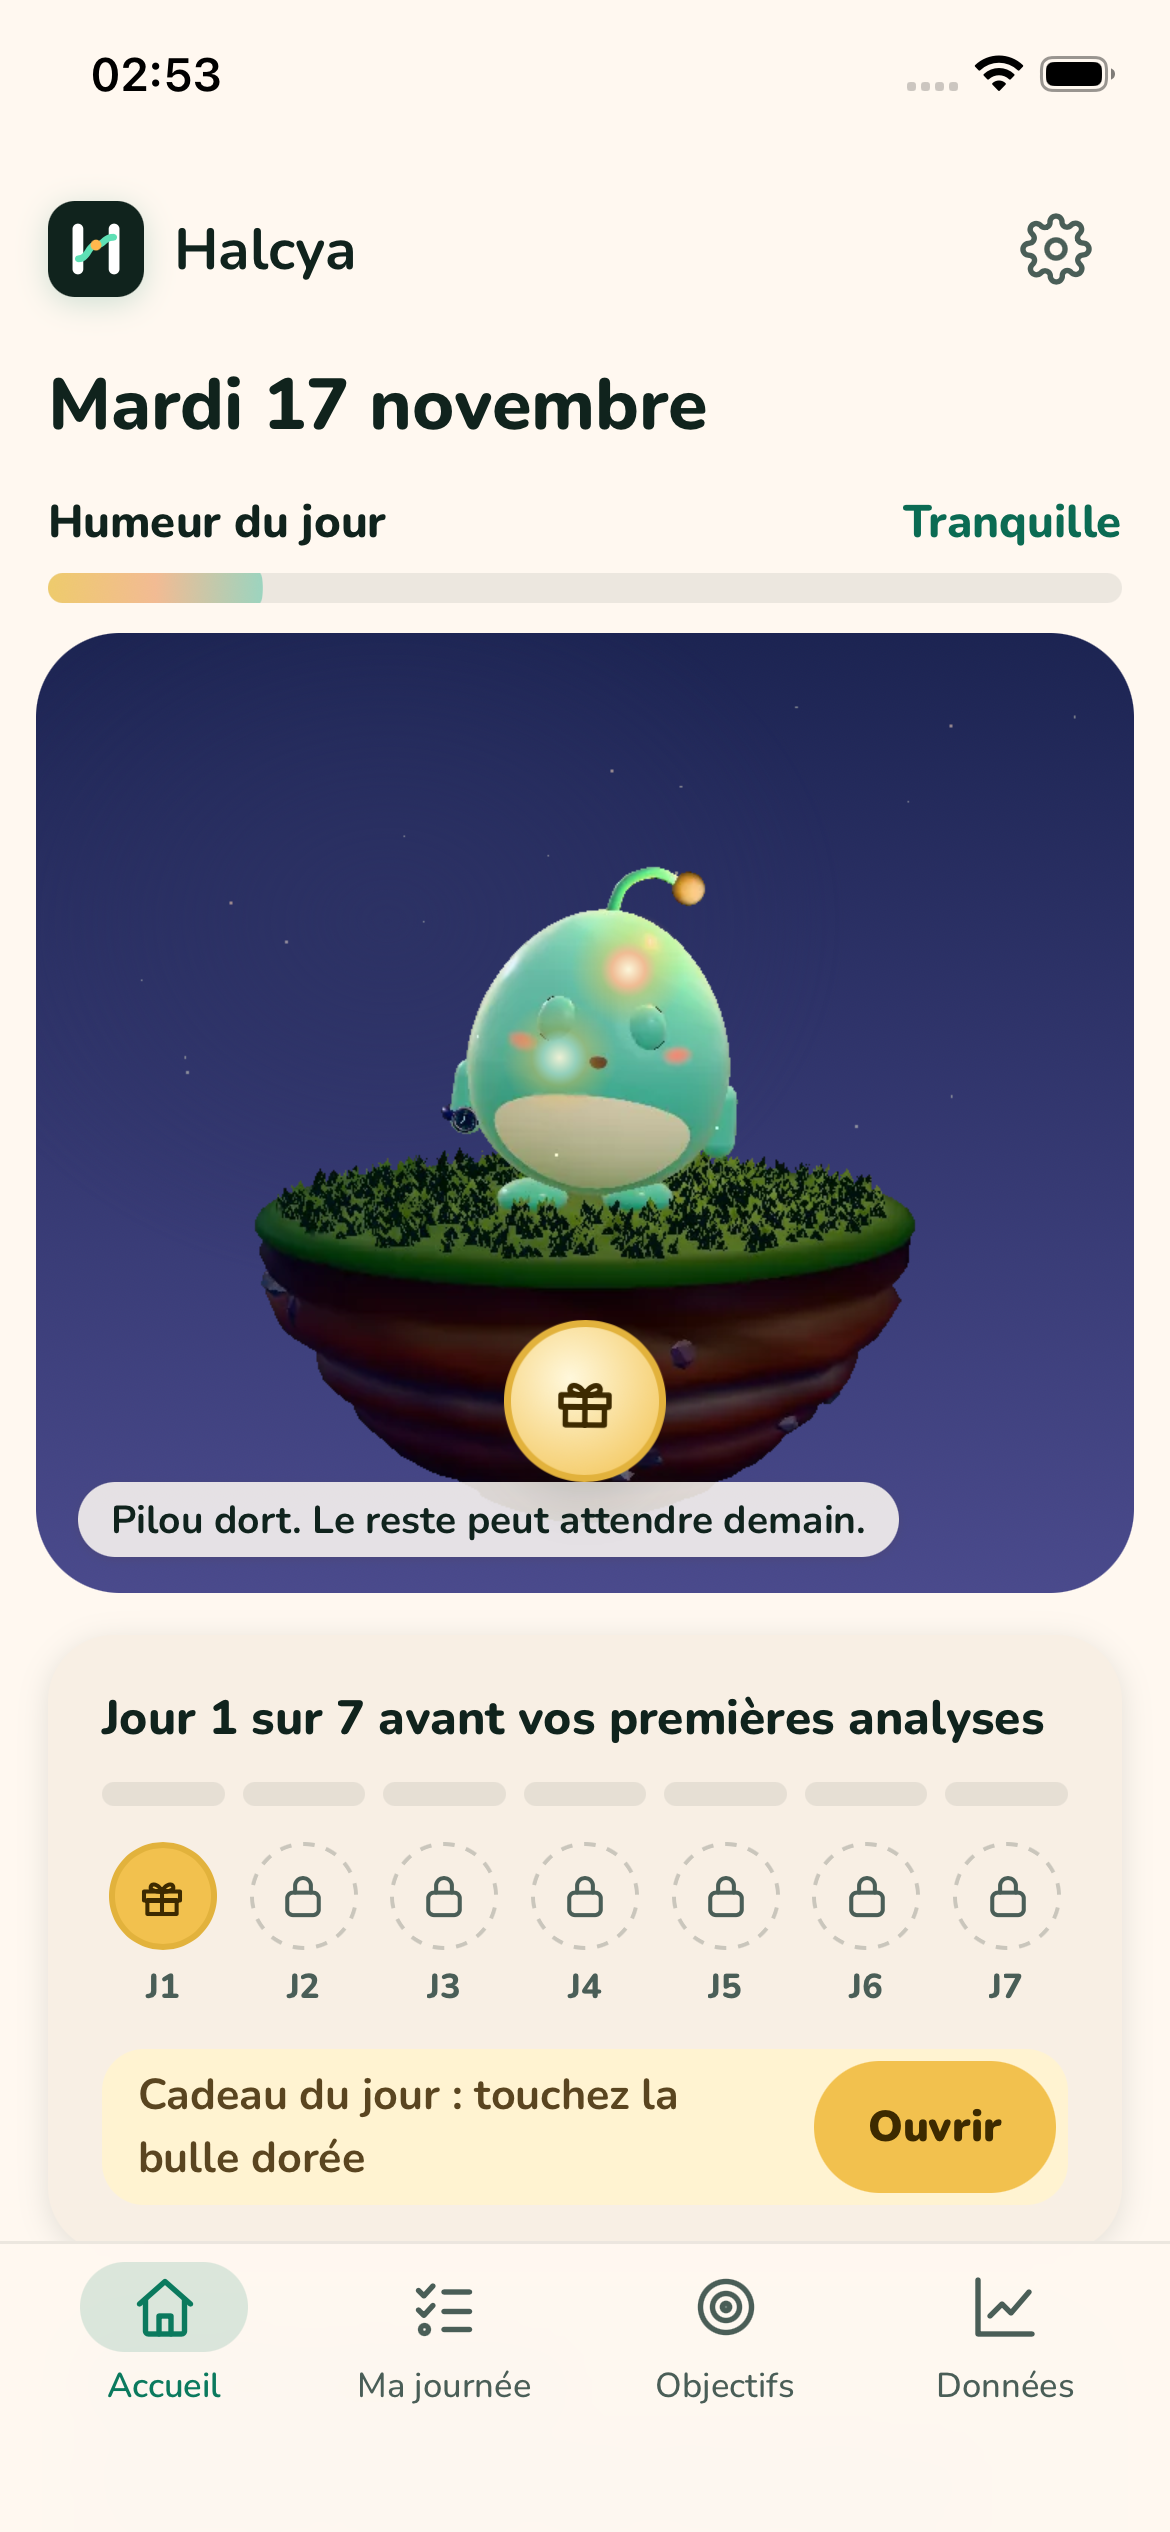 02:53
Halcya
Mardi 17 novembre
Humeur du jour
Tranquille
Pilou dort. Le reste peut attendre demain.
Jour 1 sur 7 avant vos premières analyses
J1
J2
J3
J4
J5
J6
J7
Cadeau du jour : touchez la
bulle dorée
Ouvrir
Accueil
Ma journée
Objectifs
Données